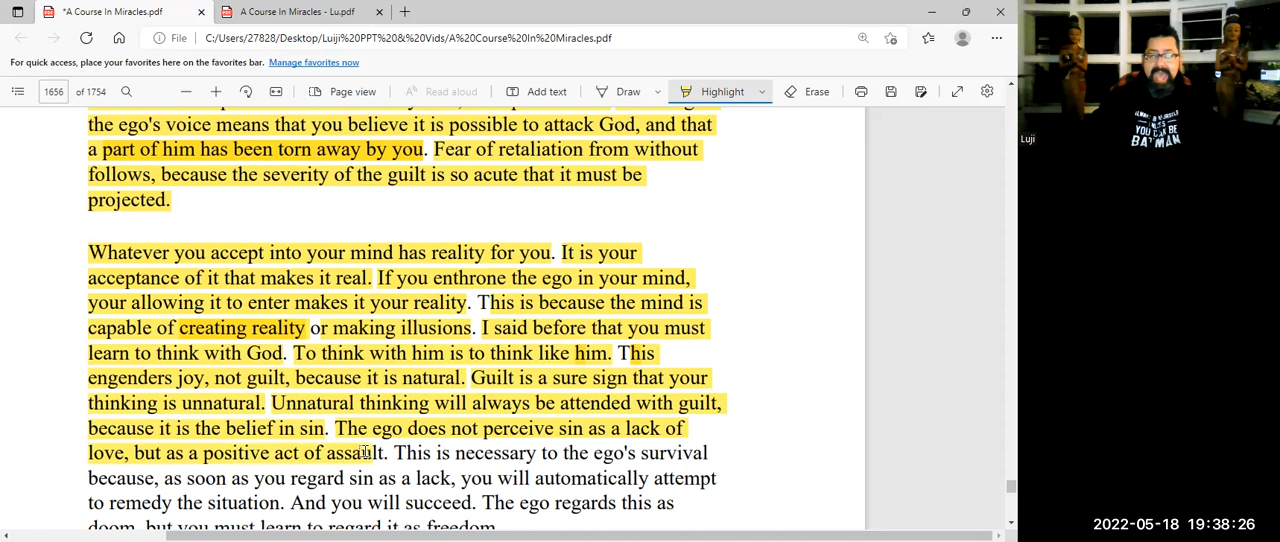 *A Course In Miracles.pdf
A Course In Miracles - Lu.pdf
File
C:/Users/27828/Desktop/Luiji%20PPT%20&%20Vids/A%20Course%20In%20Miracles.pdf
For quick access, place your favorites here on the favorites bar. Manage favorites now
1656 of 1754
Page view
Read aloud
Add text
Draw
Highlight
Erase
the ego's voice means that you believe it is possible to attack God, and that
a part of him has been torn away by you. Fear of retaliation from without
follows, because the severity of the guilt is so acute that it must be
projected.
Whatever you accept into your mind has reality for you. It is your
acceptance of it that makes it real. If you enthrone the ego in your mind,
your allowing it to enter makes it your reality. This is because the mind is
capable of creating reality or making illusions. I said before that you must
learn to think with God. To think with him is to think like him. This
engenders joy, not guilt, because it is natural. Guilt is a sure sign that your
thinking is unnatural. Unnatural thinking will always be attended with guilt,
because it is the belief in sin. The ego does not perceive sin as a lack of
love, but as a positive act of assault. This is necessary to the ego's survival
because, as soon as you regard sin as a lack, you will automatically attempt
to remedy the situation. And you will succeed. The ego regards this as
doom, but you must learn to regard it as freedom.
YOU CAN BE
BATMAN
Luji
2022-05-18 19:38:26